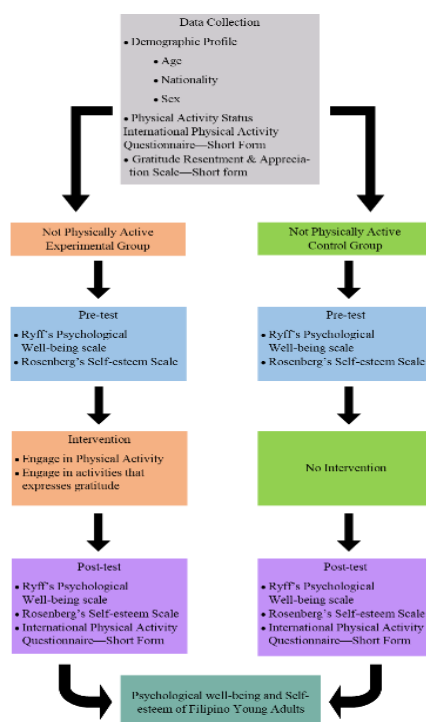 Data Collection
• Demographic Profile
• Age
• Nationality
• Sex
• Physical Activity Status
International Physical Activity
Questionnaire—Short Form
• Gratitude Resentment & Apprecia-
tion Scale—Short form
Not Physically Active
Experimental Group
Not Physically Active
Control Group
Pre-test
• Ryff's Psychological
Well-being scale
• Rosenberg's Self-esteem Scale
Pre-test
• Ryff's Psychological
Well-being scale
• Rosenberg's Self-esteem Scale
Intervention
• Engage in Physical Activity
• Engage in activities that
expresses gratitude
No Intervention
Post-test
• Ryff's Psychological
Well-being scale
• Rosenberg's Self-esteem Scale
• International Physical Activity
Questionnaire—Short Form
Post-test
• Ryff's Psychological
Well-being scale
• Rosenberg's Self-esteem Scale
• International Physical Activity
Questionnaire—Short Form
Psychological well-being and Self-
esteem of Filipino Young Adults